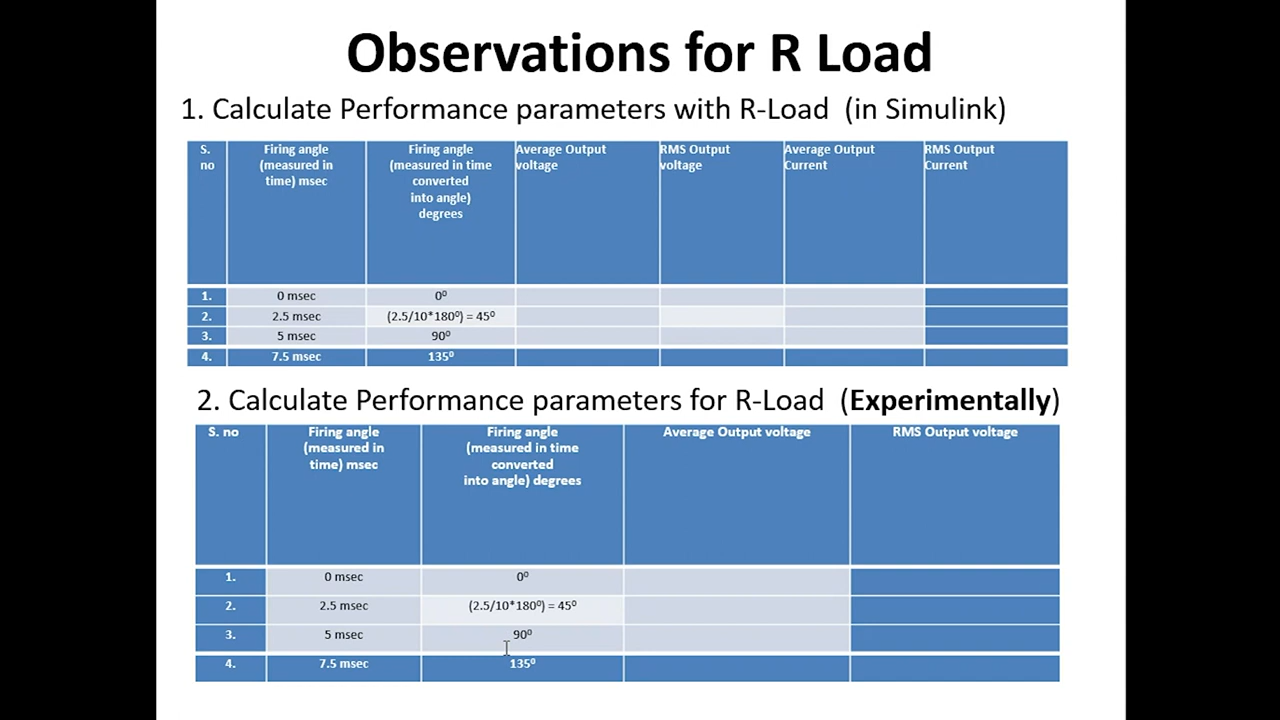 Observations for R Load
1. Calculate Performance parameters with R-Load (in Simulink)
S.
no
Firing angle
(measured in
time) msec
Firing angle
(measured in time
converted
into angle)
degrees
Average Output
voltage
RMS Output
voltage
Average Output
Current
RMS Output
Current
1. 0 msec 0⁰
2. 2.5 msec (2.5/10*180⁰) = 45⁰
3. 5 msec 90⁰
4. 7.5 msec 135⁰
2. Calculate Performance parameters for R-Load (Experimentally)
S. no
Firing angle
(measured in
time) msec
Firing angle
(measured in time
converted
into angle) degrees
Average Output voltage
RMS Output voltage
1. 0 msec 0⁰
2. 2.5 msec (2.5/10*180⁰) = 45⁰
3. 5 msec 90⁰
4. 7.5 msec 135⁰